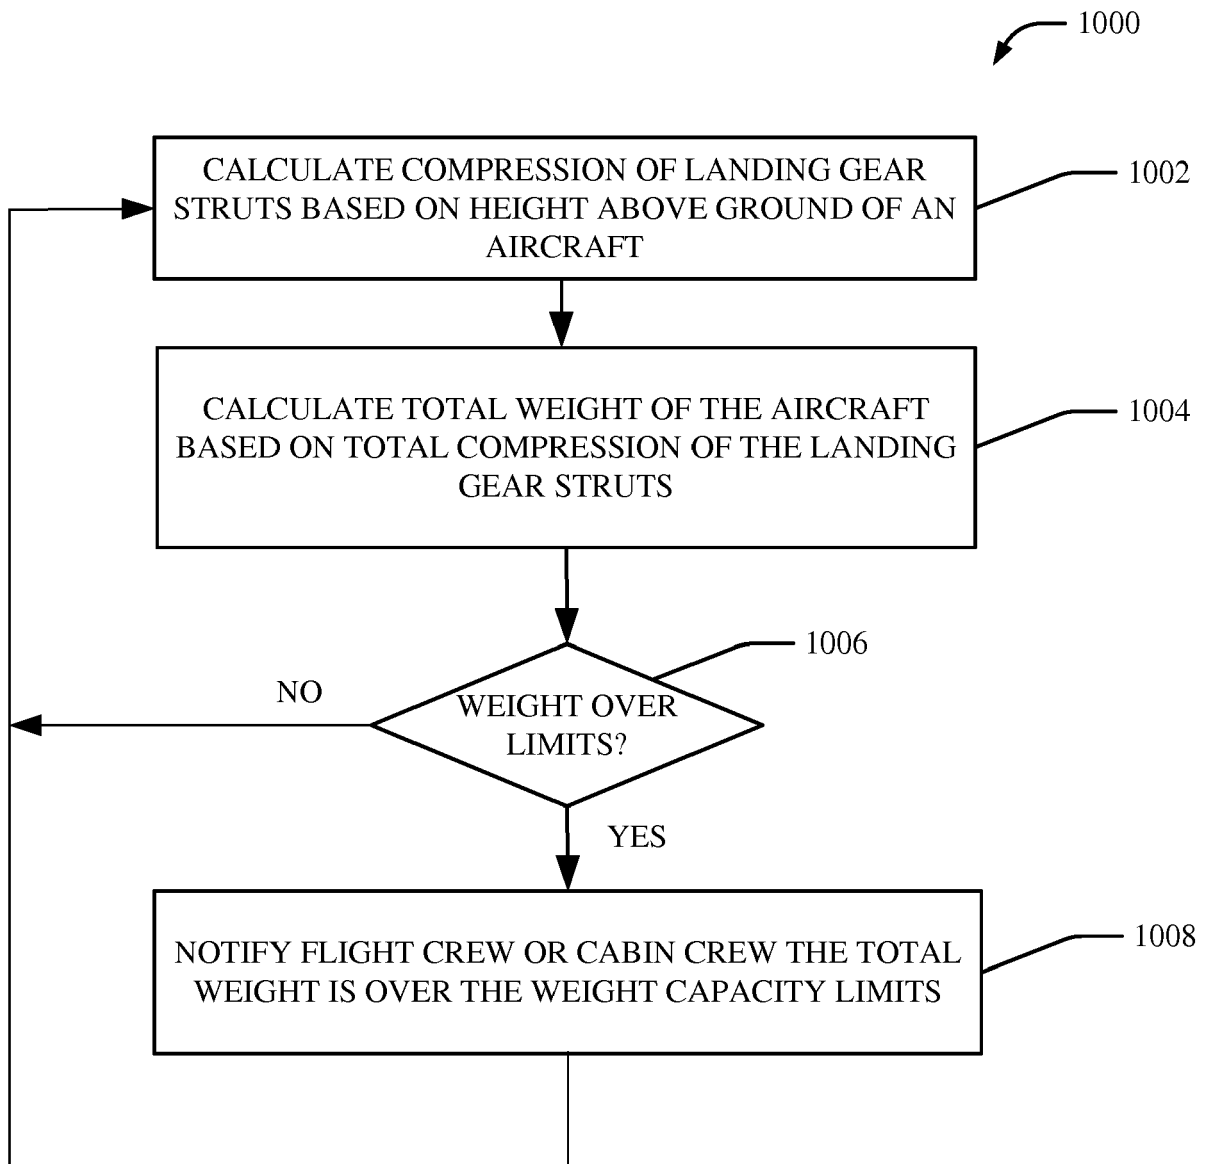 1000
CALCULATE COMPRESSION OF LANDING GEAR
STRUTS BASED ON HEIGHT ABOVE GROUND OF AN
AIRCRAFT
1002
CALCULATE TOTAL WEIGHT OF THE AIRCRAFT
BASED ON TOTAL COMPRESSION OF THE LANDING
GEAR STRUTS
1004
1006
NO
WEIGHT OVER
LIMITS?
YES
NOTIFY FLIGHT CREW OR CABIN CREW THE TOTAL
WEIGHT IS OVER THE WEIGHT CAPACITY LIMITS
1008